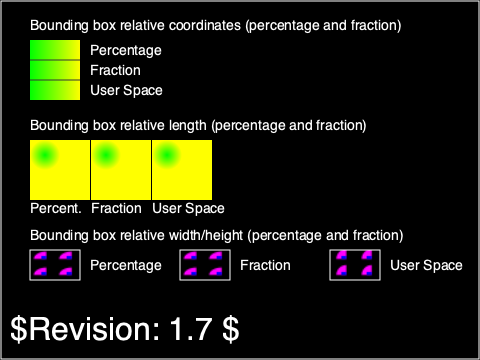 Bounding box relative coordinates (percentage and fraction)
Percentage
Fraction
User Space
Bounding box relative length (percentage and fraction)
Percent. Fraction User Space
Bounding box relative width/height (percentage and fraction)
Percentage Fraction User Space
$Revision: 1.7 $